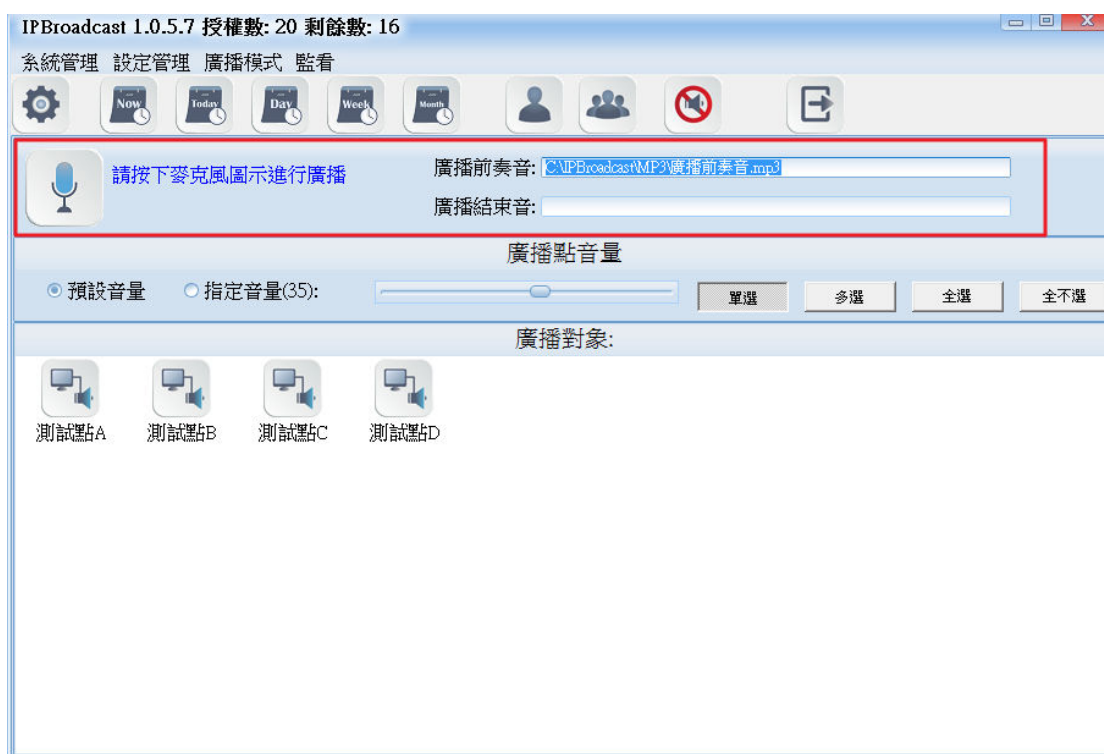 IPBroadcast 1.0.5.7 授權數: 20 剩餘數: 16
系統管理 設定管理 廣播模式 監看
Now Today Day Week Month
請按下麥克風圖示進行廣播
廣播前奏音: C:\IPBroadcast\MP3\廣播前奏音.mp3
廣播結束音:
廣播點音量
預設音量 指定音量(35): 單選 多選 全選 全不選
廣播對象:
測試點A 測試點B 測試點C 測試點D